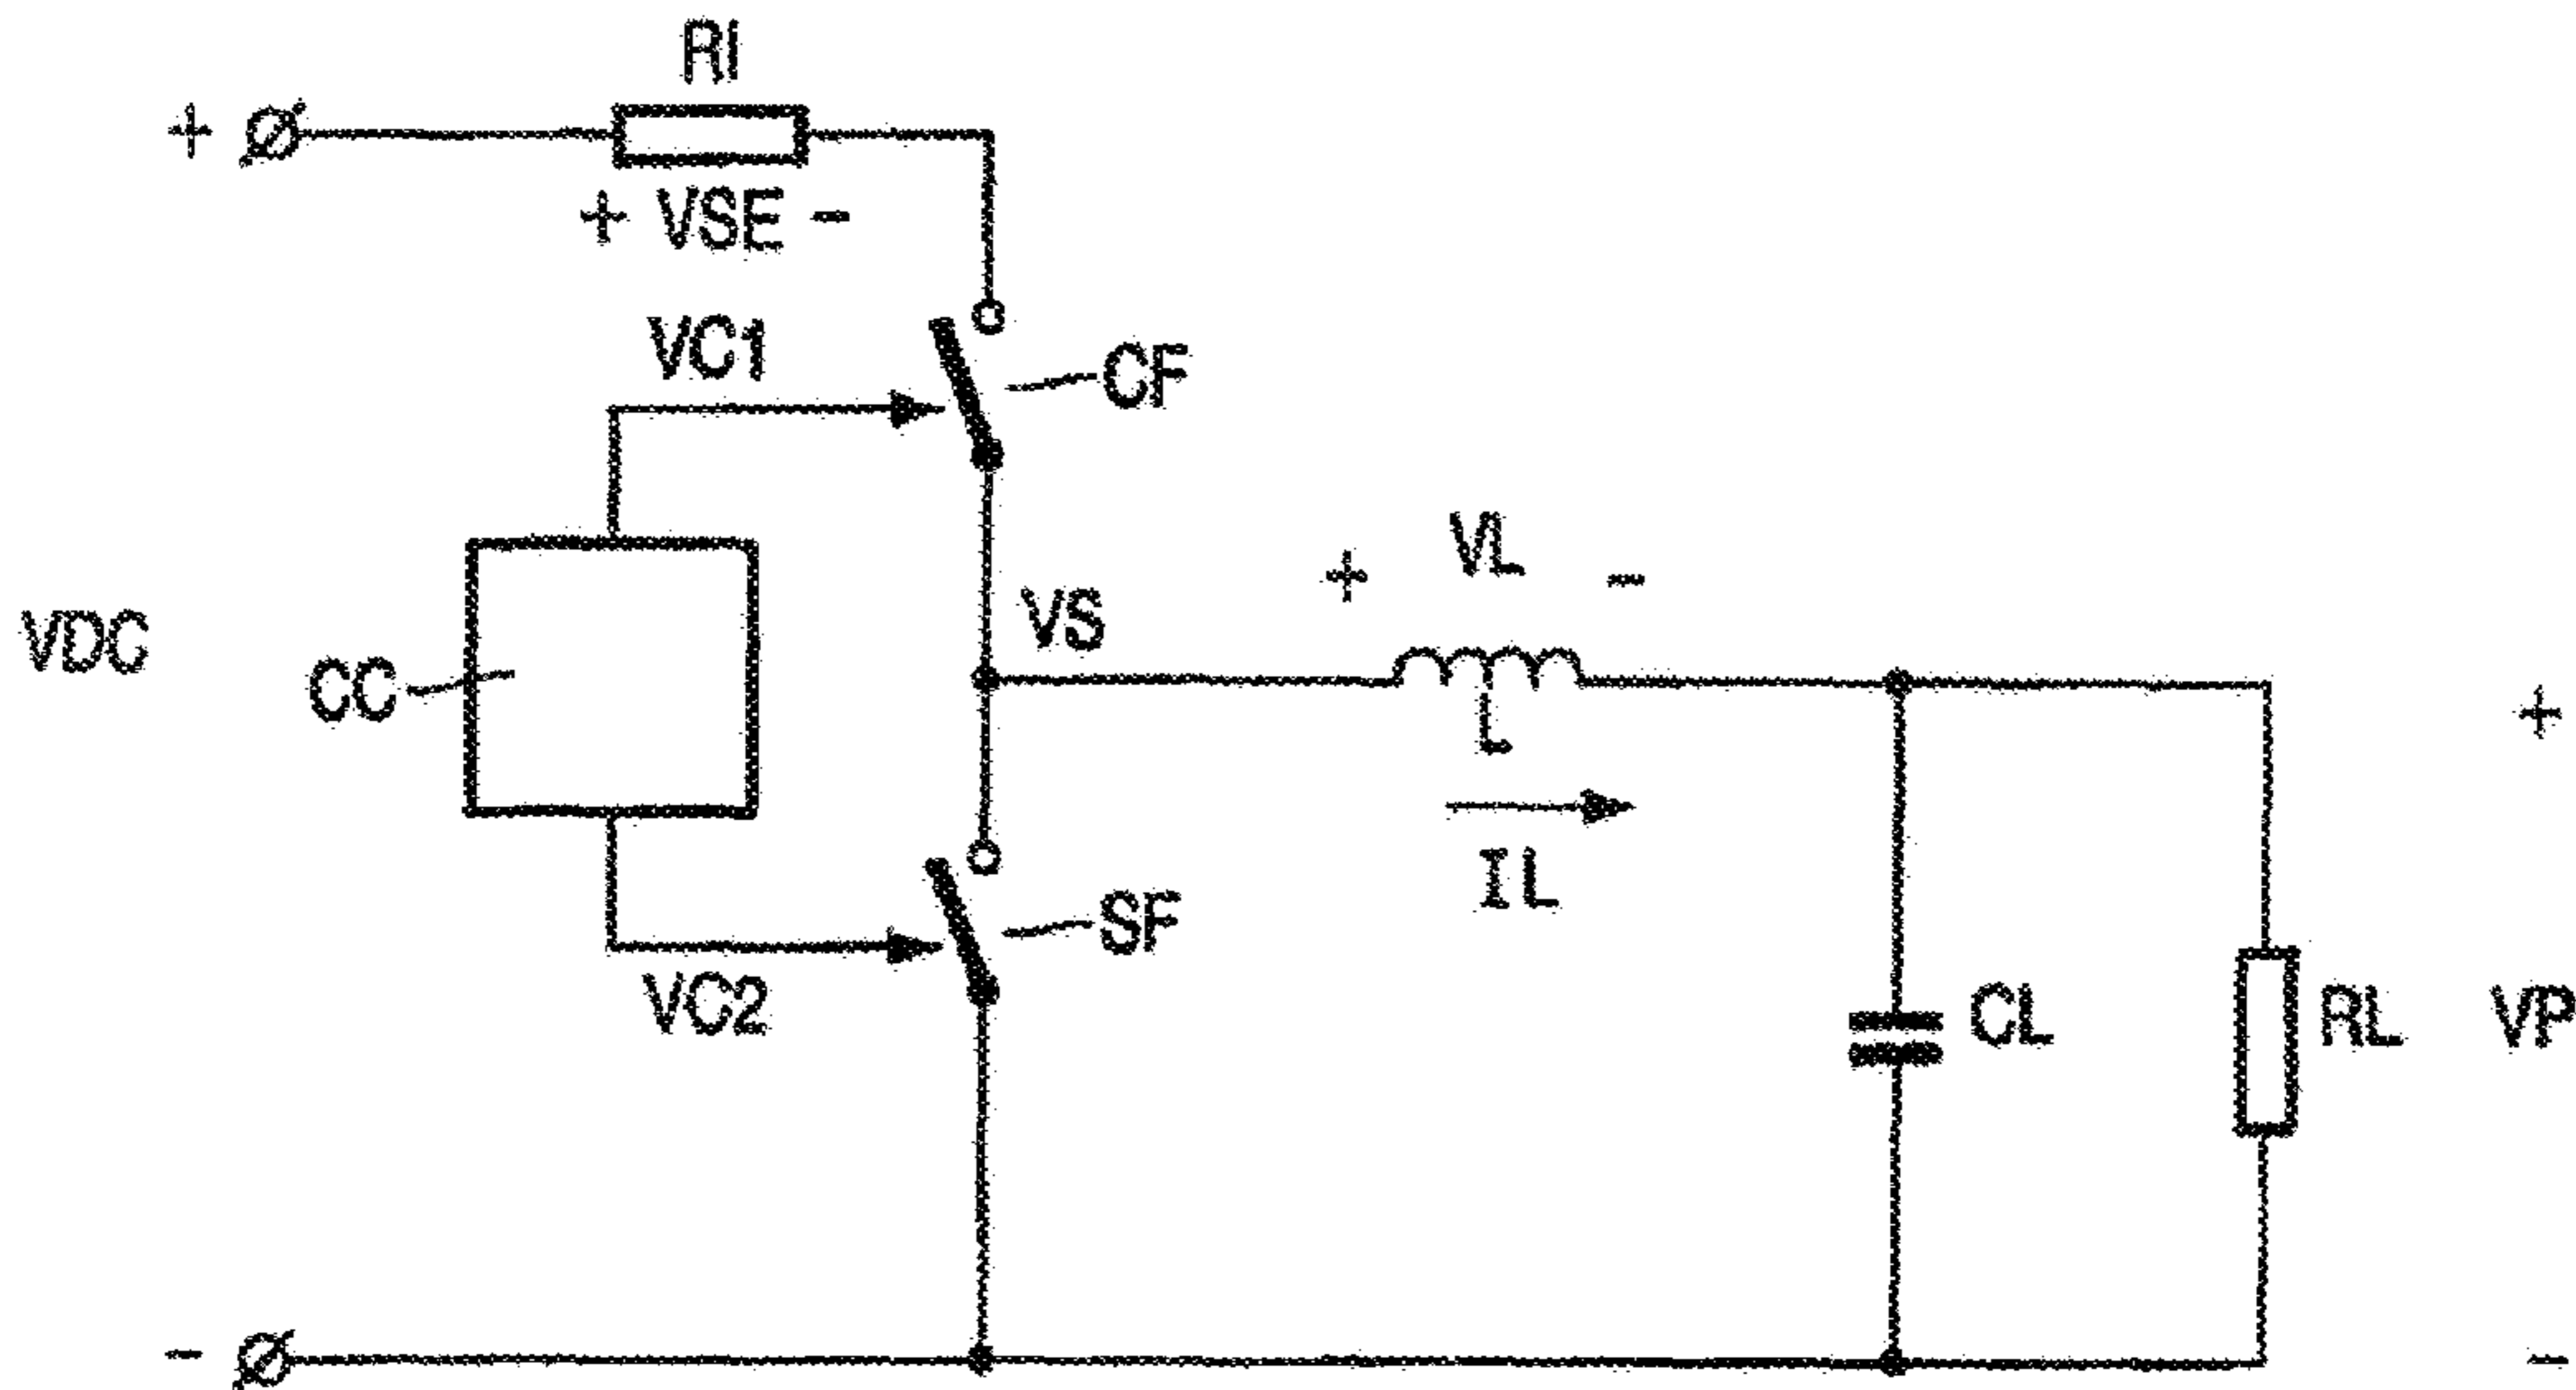 RI
+
+ VSE -
VC1
CF
VDC
CC
VS
+ VL -
L
IL
+
SF
VC2
CL
RL
VP
-
-